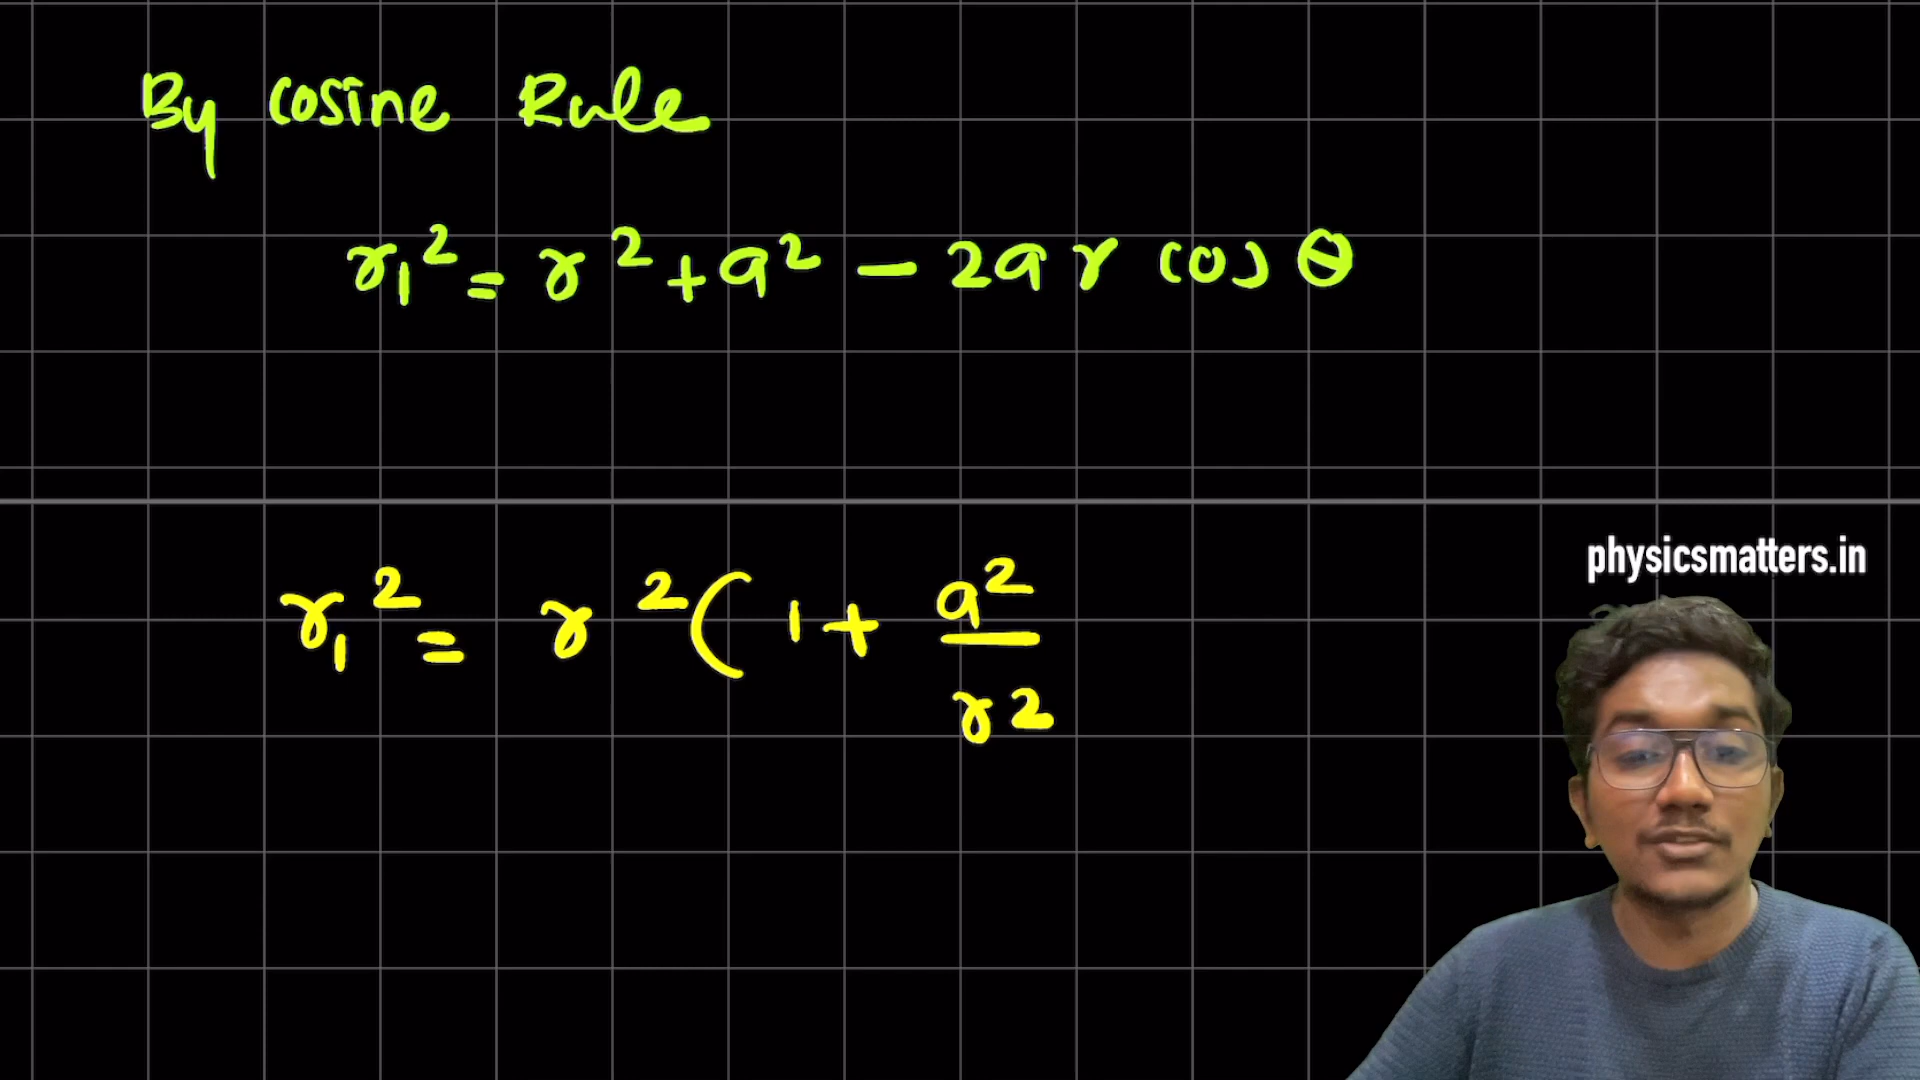 By cosine Rule
r₁² = r² + a² − 2ar cos θ
physicsmatters.in
r₁² = r² ( 1 + a²/r²